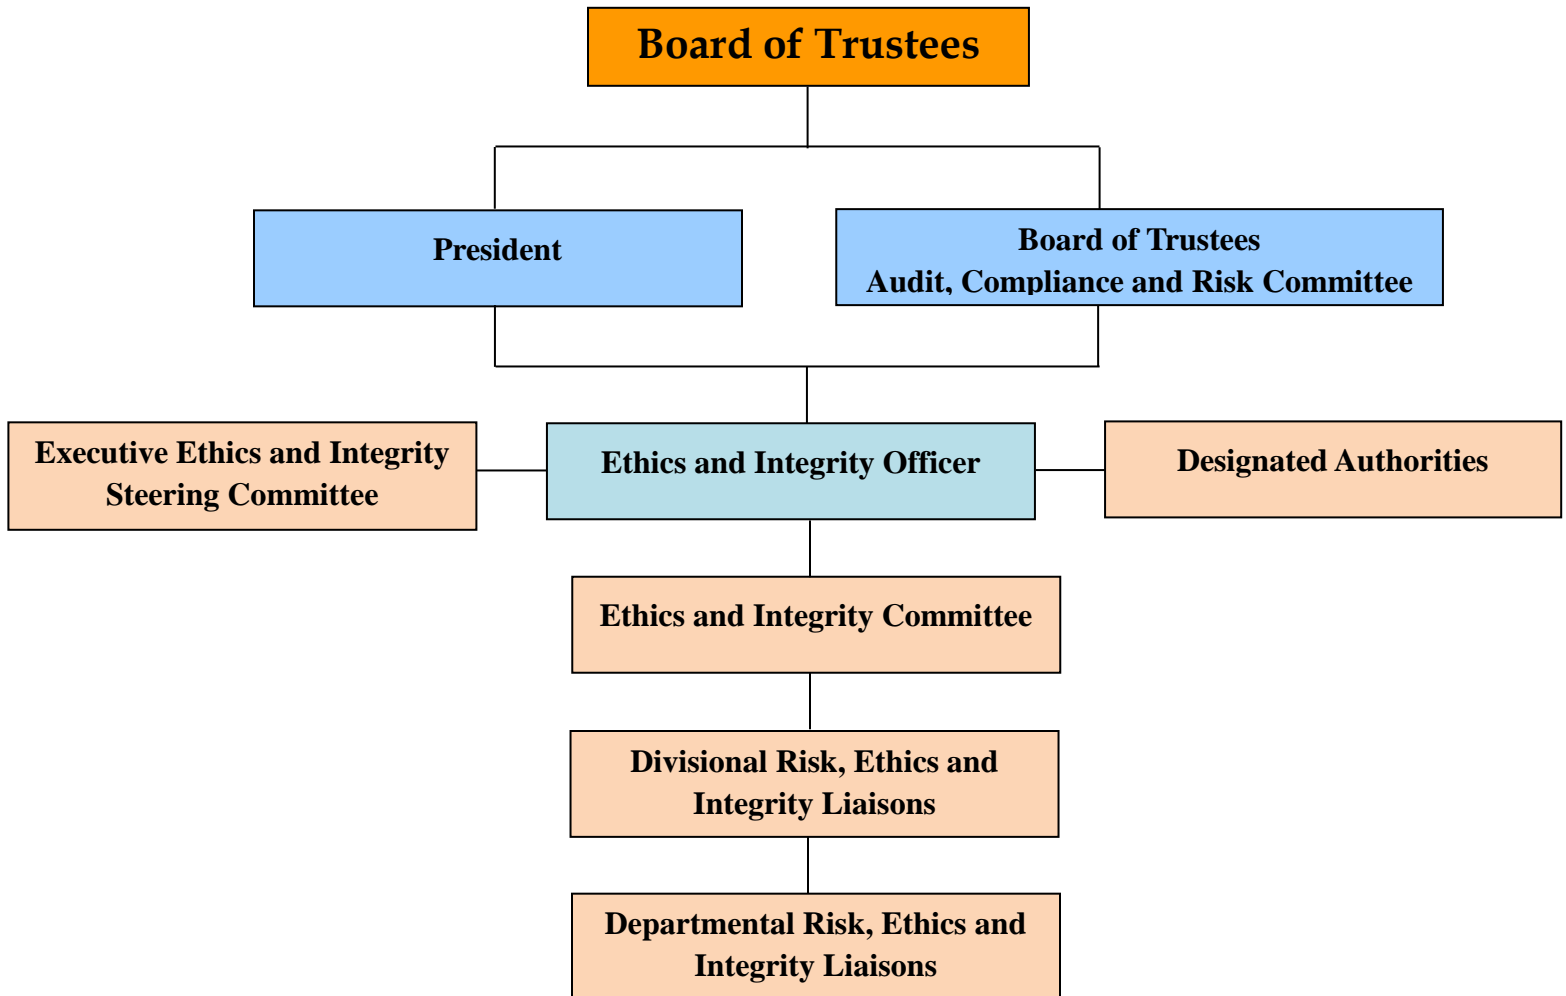 Board of Trustees
President
Board of Trustees
Audit, Compliance and Risk Committee
Executive Ethics and Integrity
Steering Committee
Ethics and Integrity Officer
Designated Authorities
Ethics and Integrity Committee
Divisional Risk, Ethics and
Integrity Liaisons
Departmental Risk, Ethics and
Integrity Liaisons